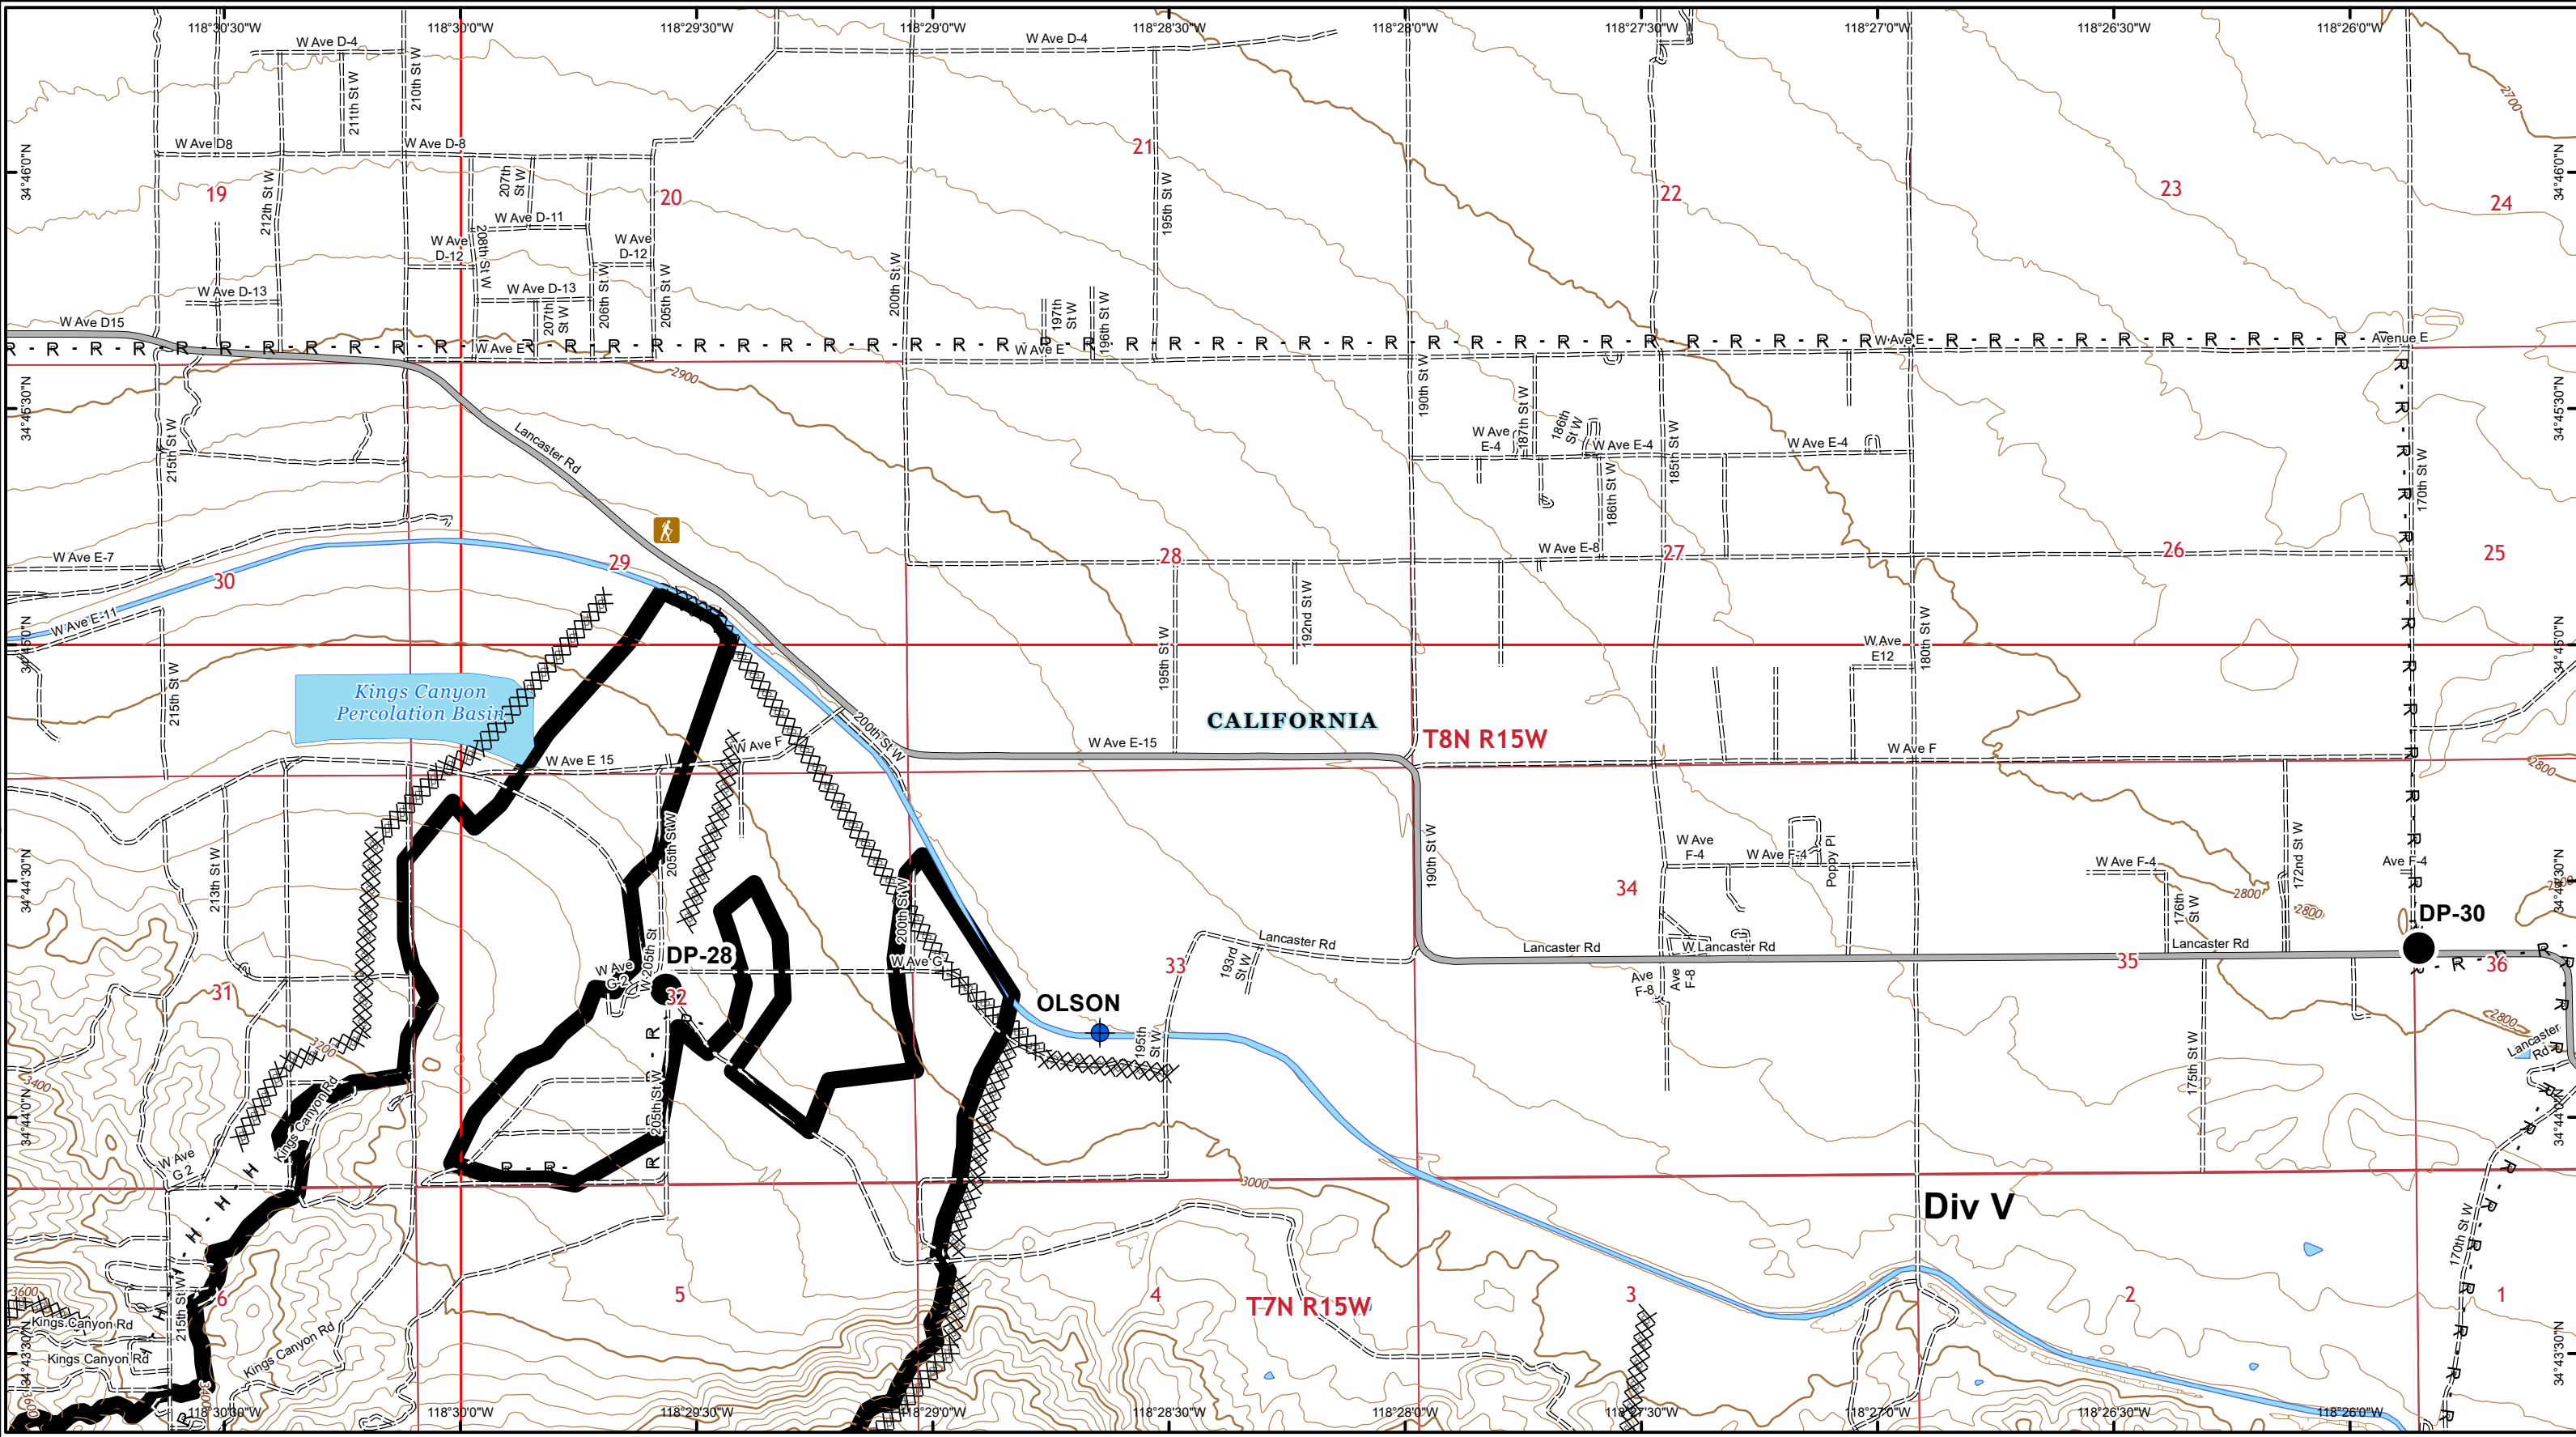 118°30'30"W
118°30'0"W
118°29'30"W
118°29'0"W
118°28'30"W
118°28'0"W
118°27'30"W
118°27'0"W
118°26'30"W
118°26'0"W
W Ave D-4
W Ave D-4
211th St W
210th St W
2700
W Ave D8
W Ave D-8
21
34°46'0"N
34°46'0"N
19
212th St W
207th
St W
20
195th St W
22
23
24
W Ave D-11
W Ave
D-12
208th St W
W Ave
D-12
W Ave D-13
W Ave D-13
207th
St W
206th St W
205th St W
200th St W
197th
St W
196th St W
W Ave D15
W Ave E
W Ave E
W Ave E
Avenue E
R - R - R - R - R - R
2900
190th St W
34°45'30"N
34°45'30"N
215th St W
Lancaster Rd
W Ave
E-4
187th St W
186th
St W
W Ave E-4
185th St W
W Ave E-4
186th St W
170th St W
W Ave E-7
30
29
28
W Ave E-8
27
26
25
W Ave E-11
34°45'0"N
34°45'0"N
215th St W
195th St W
192nd St W
W Ave
E12
180th St W
Kings Canyon
Percolation Basin
CALIFORNIA
T8N R15W
200th St W
W Ave E-15
W Ave F
W Ave F
W Ave E 15
2800
213th St W
205th St W
190th St W
W Ave
F-4
W Ave F-4
Poppy Pl
W Ave F-4
172nd St W
Ave F-4
34°44'30"N
34°44'30"N
34
2800
2800
176th
St W
200th St W
DP-28
DP-30
W 205th St
W Ave
G-2
W Ave G
33
193rd
St W
Lancaster Rd
Lancaster Rd
W Lancaster Rd
Lancaster Rd
35
36
Ave
F-8
Ave
F-8
31
32
OLSON
195th
St W
2800
Lancaster
Rd
3200
3400
205th St W
175th St W
Kings Canyon Rd
34°44'0"N
34°44'0"N
W Ave
G 2
H - H - H
R - R -
3000
Div V
170th St W
3600
6
5
4
T7N R15W
3
2
1
215th St W
Kings Canyon Rd
Kings Canyon Rd
Kings Canyon Rd
34°43'30"N
34°43'30"N
118°30'30"W
118°30'0"W
118°29'30"W
118°29'0"W
118°28'30"W
118°28'0"W
118°27'30"W
118°27'0"W
118°26'30"W
118°26'0"W